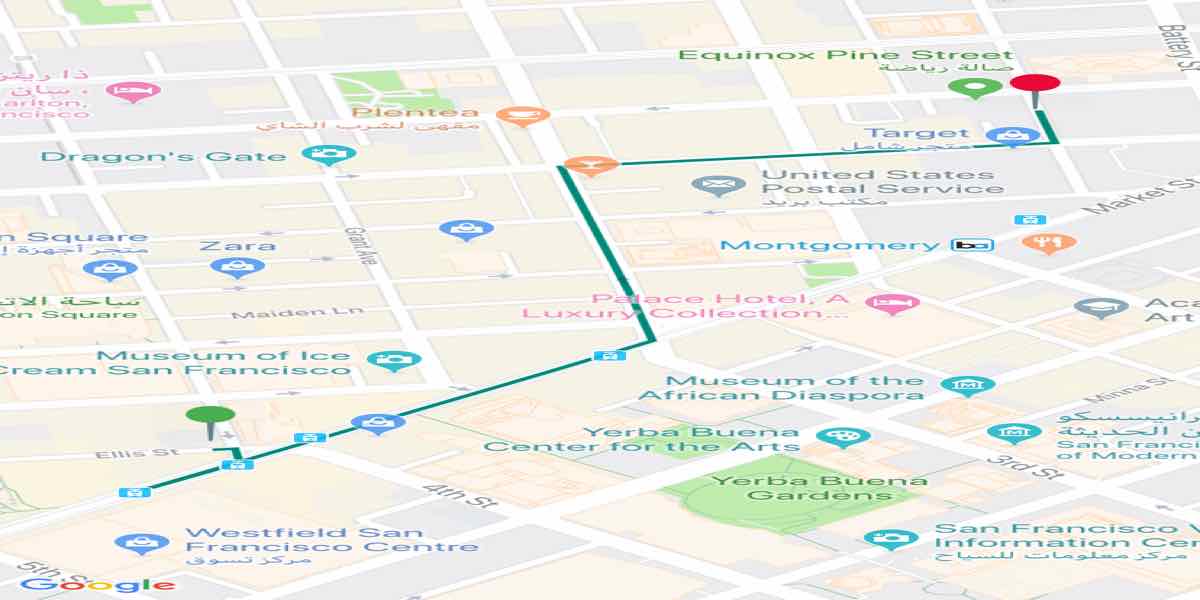 Battery St
Equinox Pine Street
صالة رياضة
ذا ريتز
، سان
arlton,
ncisco
Plentea
مقهى لشرب الشاي
Target
متجر شامل
Dragon's Gate
United States
Postal Service
مكتب بريد
Market St
n Square
متجر أجهزة إ
Zara
Grant Ave
Montgomery
ساحة الات
on Square
Maiden Ln
Palace Hotel, A
Luxury Collection...
Aca
Art
Museum of Ice
Cream San Francisco
Museum of the
African Diaspora
Minna St
Yerba Buena
Center for the Arts
رانيسسكو
ن الحديثة
San Franci
of Modern
Ellis St
3rd St
4th St
Yerba Buena
Gardens
Westfield San
Francisco Centre
مركز تسوق
San Francisco V
Information Cen
مركز معلومات للسياح
5th St
Google